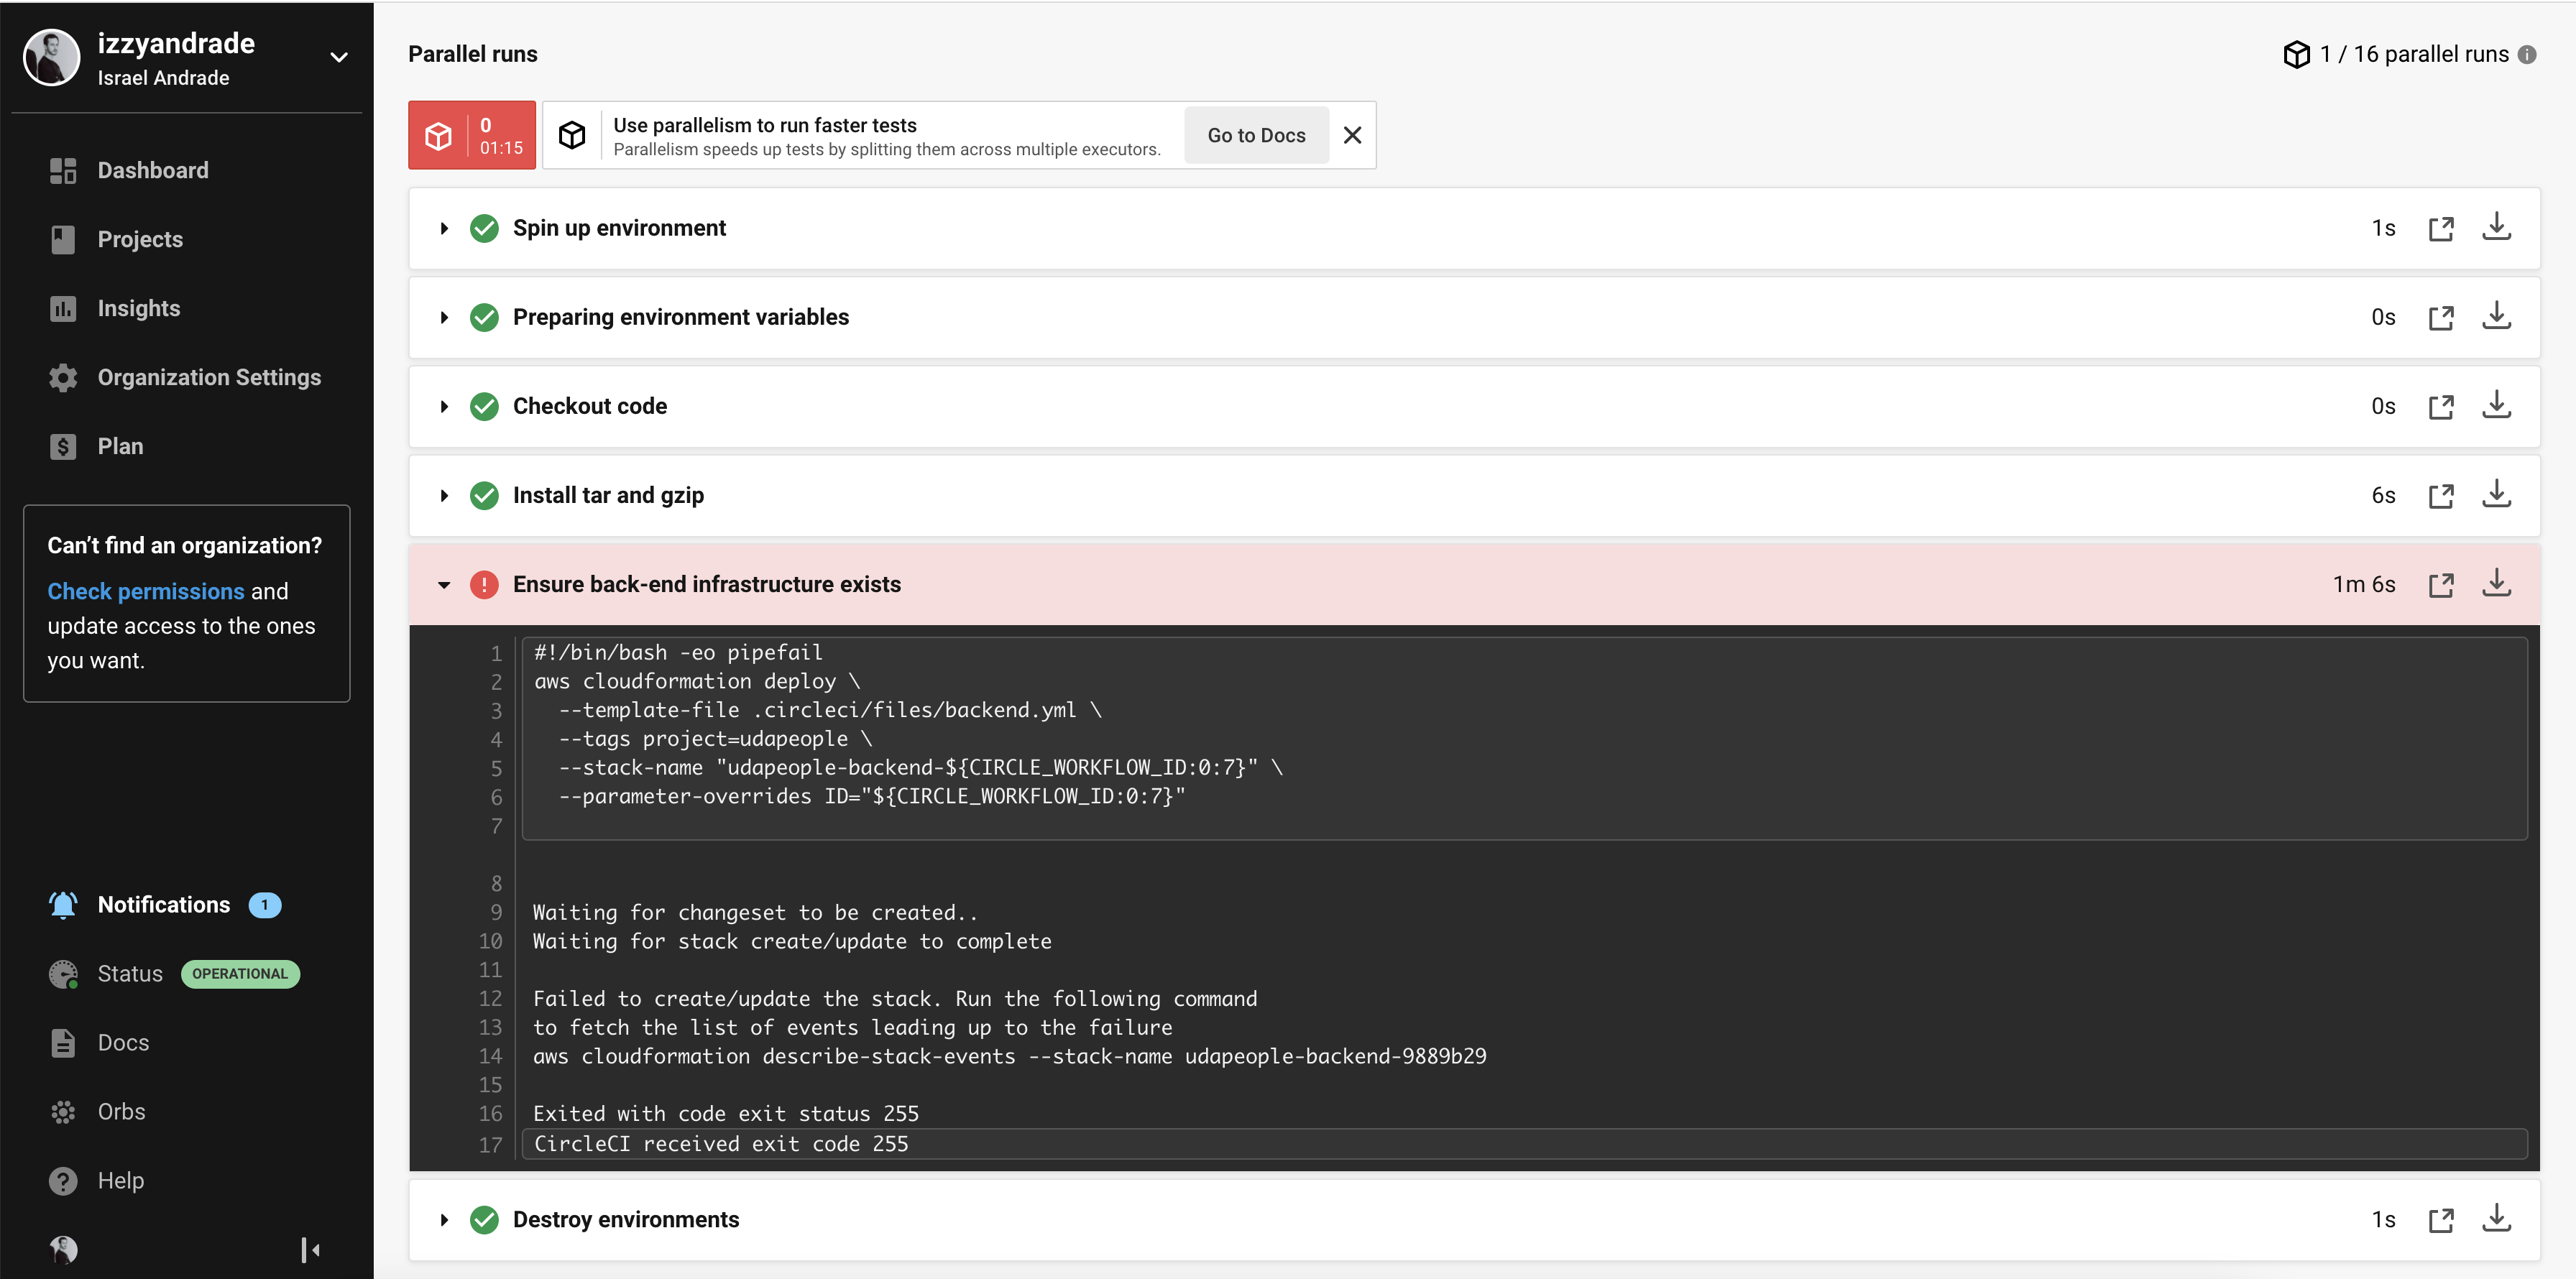 izzyandrade
Israel Andrade
Dashboard
Projects
Insights
Organization Settings
Plan
Can’t find an organization?
Check permissions and
update access to the ones
you want.
Notifications 1
Status OPERATIONAL
Docs
Orbs
Help
Parallel runs
1 / 16 parallel runs
0
01:15
Use parallelism to run faster tests
Parallelism speeds up tests by splitting them across multiple executors.
Go to Docs
Spin up environment 1s
Preparing environment variables 0s
Checkout code 0s
Install tar and gzip 6s
Ensure back-end infrastructure exists 1m 6s
1 #!/bin/bash -eo pipefail
2 aws cloudformation deploy \
3 --template-file .circleci/files/backend.yml \
4 --tags project=udapeople \
5 --stack-name "udapeople-backend-${CIRCLE_WORKFLOW_ID:0:7}" \
6 --parameter-overrides ID="${CIRCLE_WORKFLOW_ID:0:7}"
7
8
9 Waiting for changeset to be created..
10 Waiting for stack create/update to complete
11
12 Failed to create/update the stack. Run the following command
13 to fetch the list of events leading up to the failure
14 aws cloudformation describe-stack-events --stack-name udapeople-backend-9889b29
15
16 Exited with code exit status 255
17 CircleCI received exit code 255
Destroy environments 1s